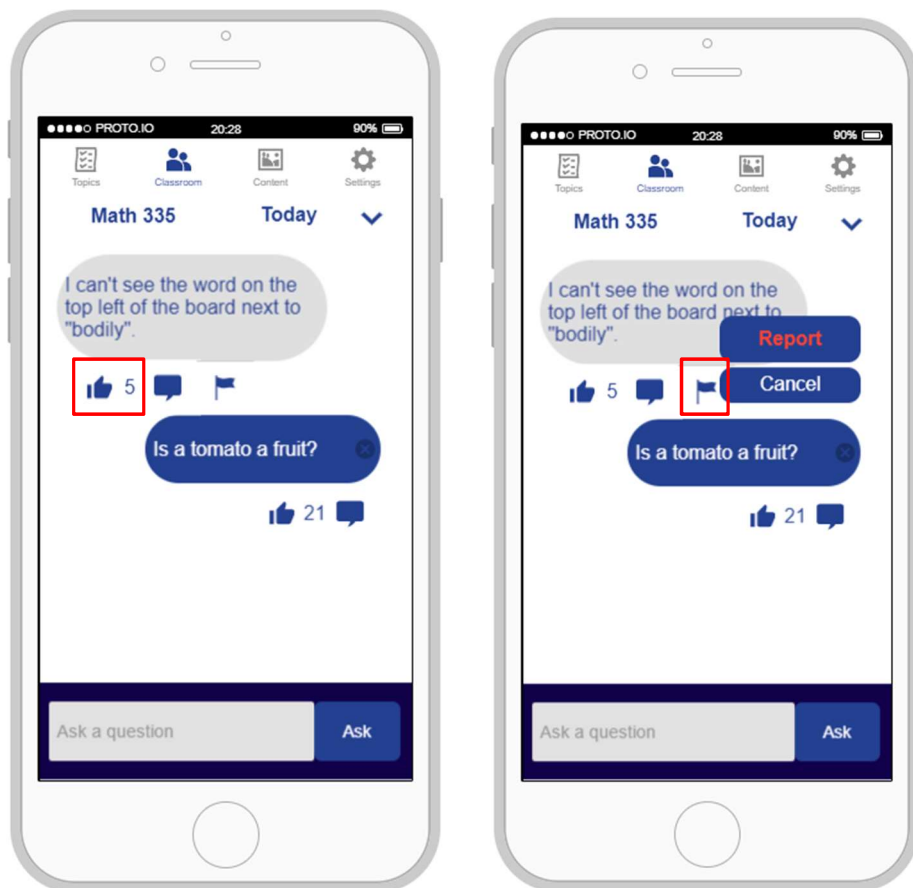 ●●●●○ PROTO.IO 20:28 90%
Topics Classroom Content Settings
Math 335 Today
I can't see the word on the
top left of the board next to
"bodily".
5
Is a tomato a fruit?
21
Ask a question Ask
●●●●○ PROTO.IO 20:28 90%
Topics Classroom Content Settings
Math 335 Today
I can't see the word on the
top left of the board next to
"bodily".
Report
5
Cancel
Is a tomato a fruit?
21
Ask a question Ask